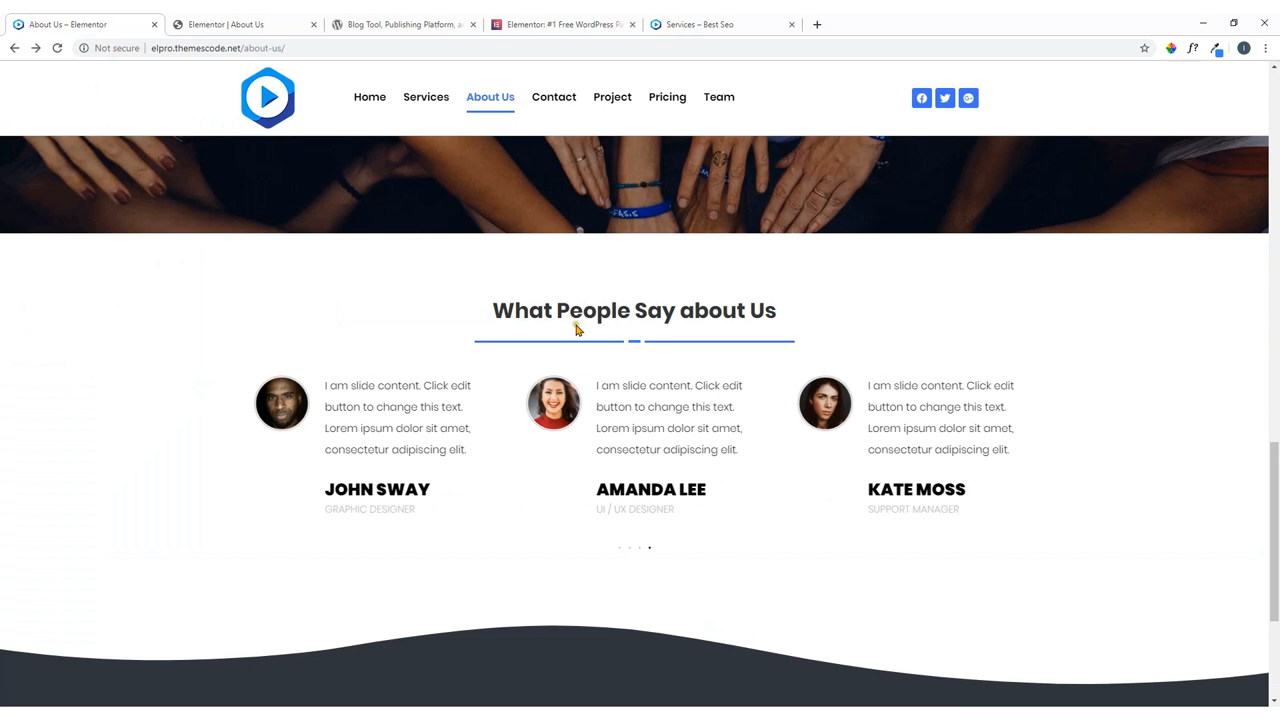 About Us – Elementor
Elementor | About Us
Blog Tool, Publishing Platform, a
Elementor: #1 Free WordPress Pa
Services – Best Seo
Not secure
elpro.themescode.net/about-us/
f?
I
Home
Services
About Us
Contact
Project
Pricing
Team
What People Say about Us
I am slide content. Click edit
button to change this text.
Lorem ipsum dolor sit amet,
consectetur adipiscing elit.
JOHN SWAY
GRAPHIC DESIGNER
I am slide content. Click edit
button to change this text.
Lorem ipsum dolor sit amet,
consectetur adipiscing elit.
AMANDA LEE
UI / UX DESIGNER
I am slide content. Click edit
button to change this text.
Lorem ipsum dolor sit amet,
consectetur adipiscing elit.
KATE MOSS
SUPPORT MANAGER